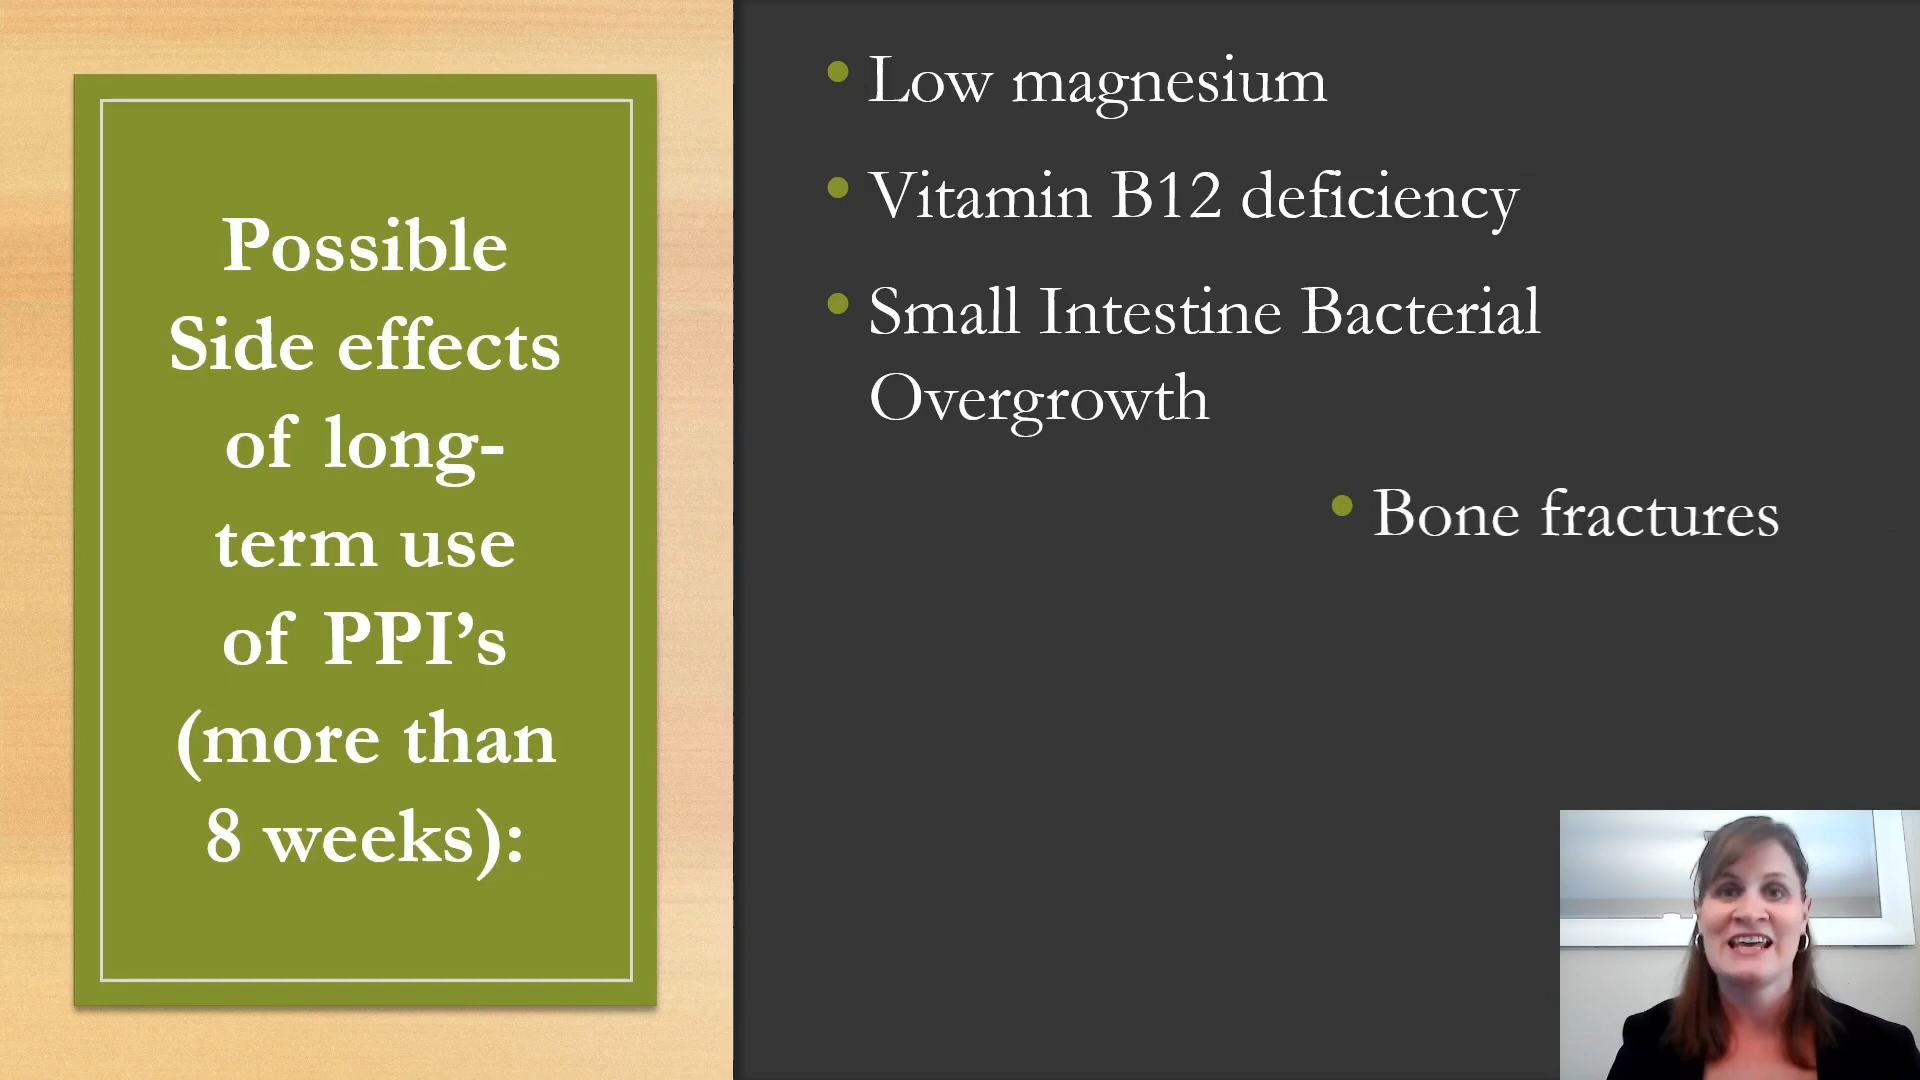 Possible
Side effects
of long-
term use
of PPI’s
(more than
8 weeks):
• Low magnesium
• Vitamin B12 deficiency
• Small Intestine Bacterial
Overgrowth
• Bone fractures